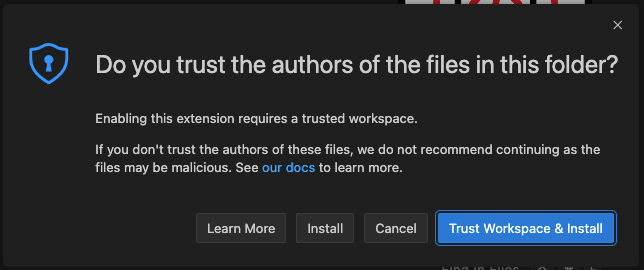 Do you trust the authors of the files in this folder?
Enabling this extension requires a trusted workspace.
If you don't trust the authors of these files, we do not recommend continuing as the
files may be malicious. See our docs to learn more.
Learn More
Install
Cancel
Trust Workspace & Install